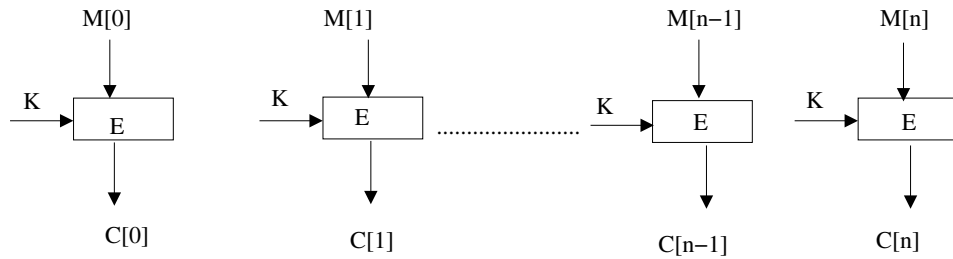 M[0] M[1] M[n−1] M[n]
K K K K
E E E E
C[0] C[1] C[n-1] C[n]